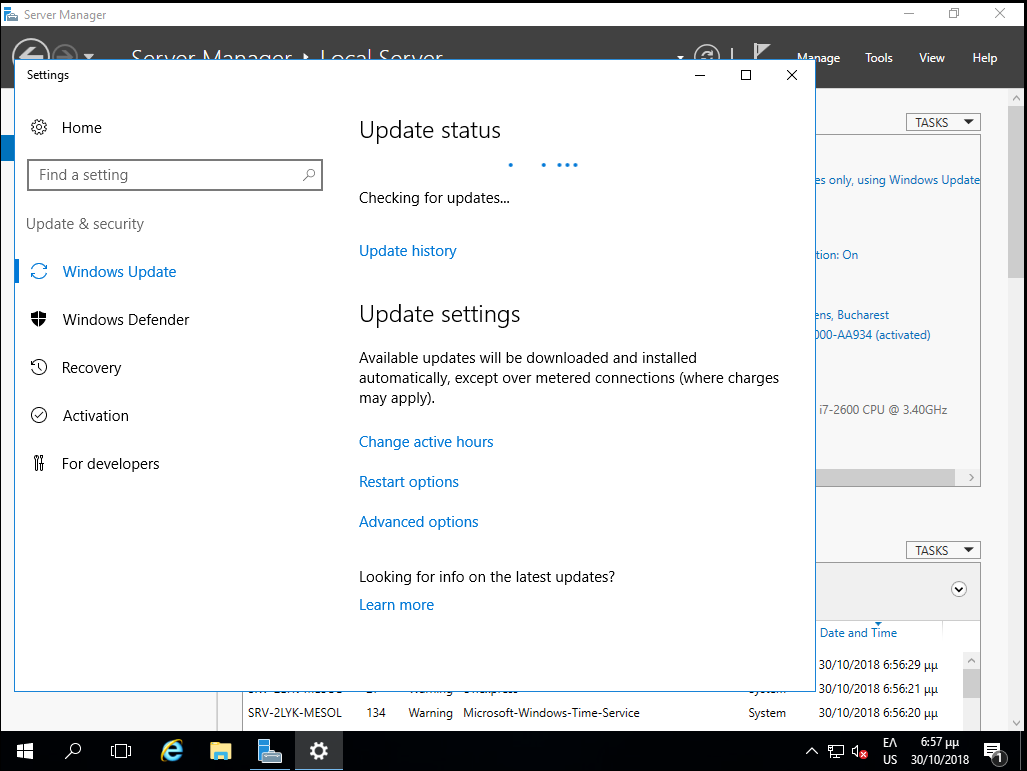 Server Manager
Server Manager Local Server
Manage Tools View Help
Settings
Home
Find a setting
Update & security
Windows Update
Windows Defender
Recovery
Activation
For developers
Update status
Checking for updates...
Update history
Update settings
Available updates will be downloaded and installed
automatically, except over metered connections (where charges
may apply).
Change active hours
Restart options
Advanced options
Looking for info on the latest updates?
Learn more
TASKS
es only, using Windows Update
tion: On
ens, Bucharest
000-AA934 (activated)
i7-2600 CPU @ 3.40GHz
TASKS
Date and Time
30/10/2018 6:56:29 μμ
30/10/2018 6:56:21 μμ
SRV-2LYK-MESOL 134 Warning Microsoft-Windows-Time-Service System 30/10/2018 6:56:20 μμ
ΕΛ
US
6:57 μμ
30/10/2018
1